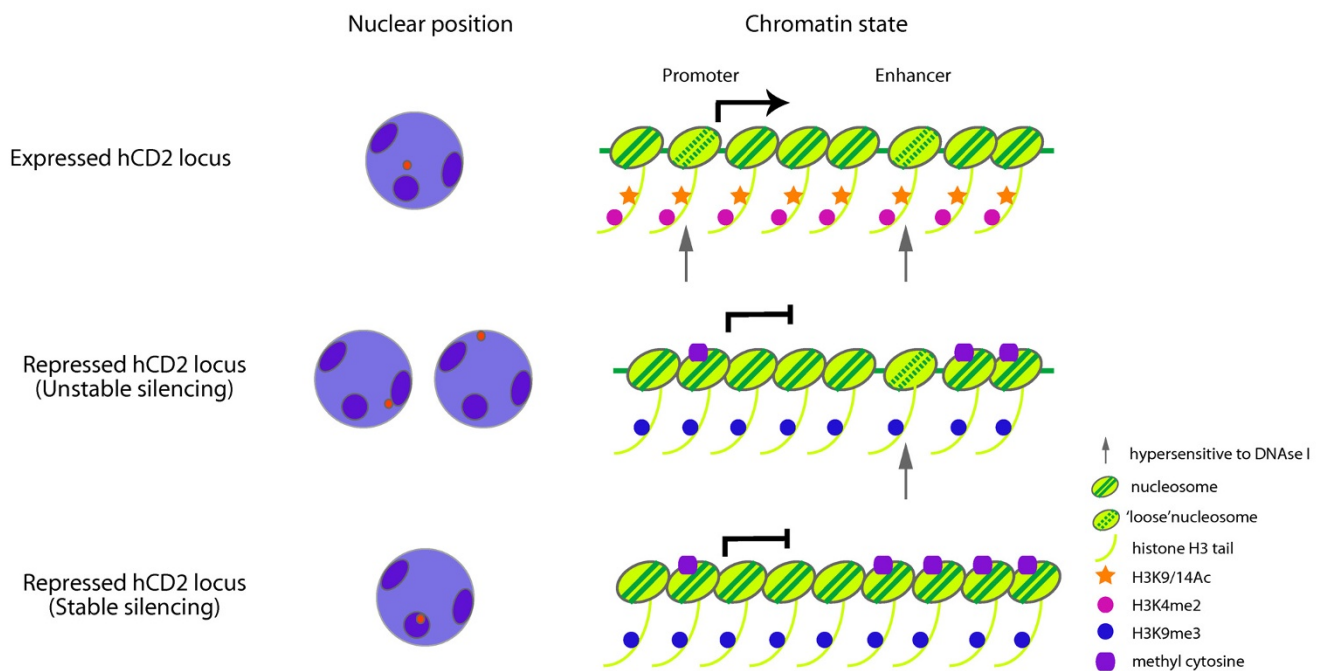 Nuclear position
Chromatin state
Promoter
Enhancer
Expressed hCD2 locus
Repressed hCD2 locus
(Unstable silencing)
Repressed hCD2 locus
(Stable silencing)
hypersensitive to DNAse I
nucleosome
'loose'nucleosome
histone H3 tail
H3K9/14Ac
H3K4me2
H3K9me3
methyl cytosine